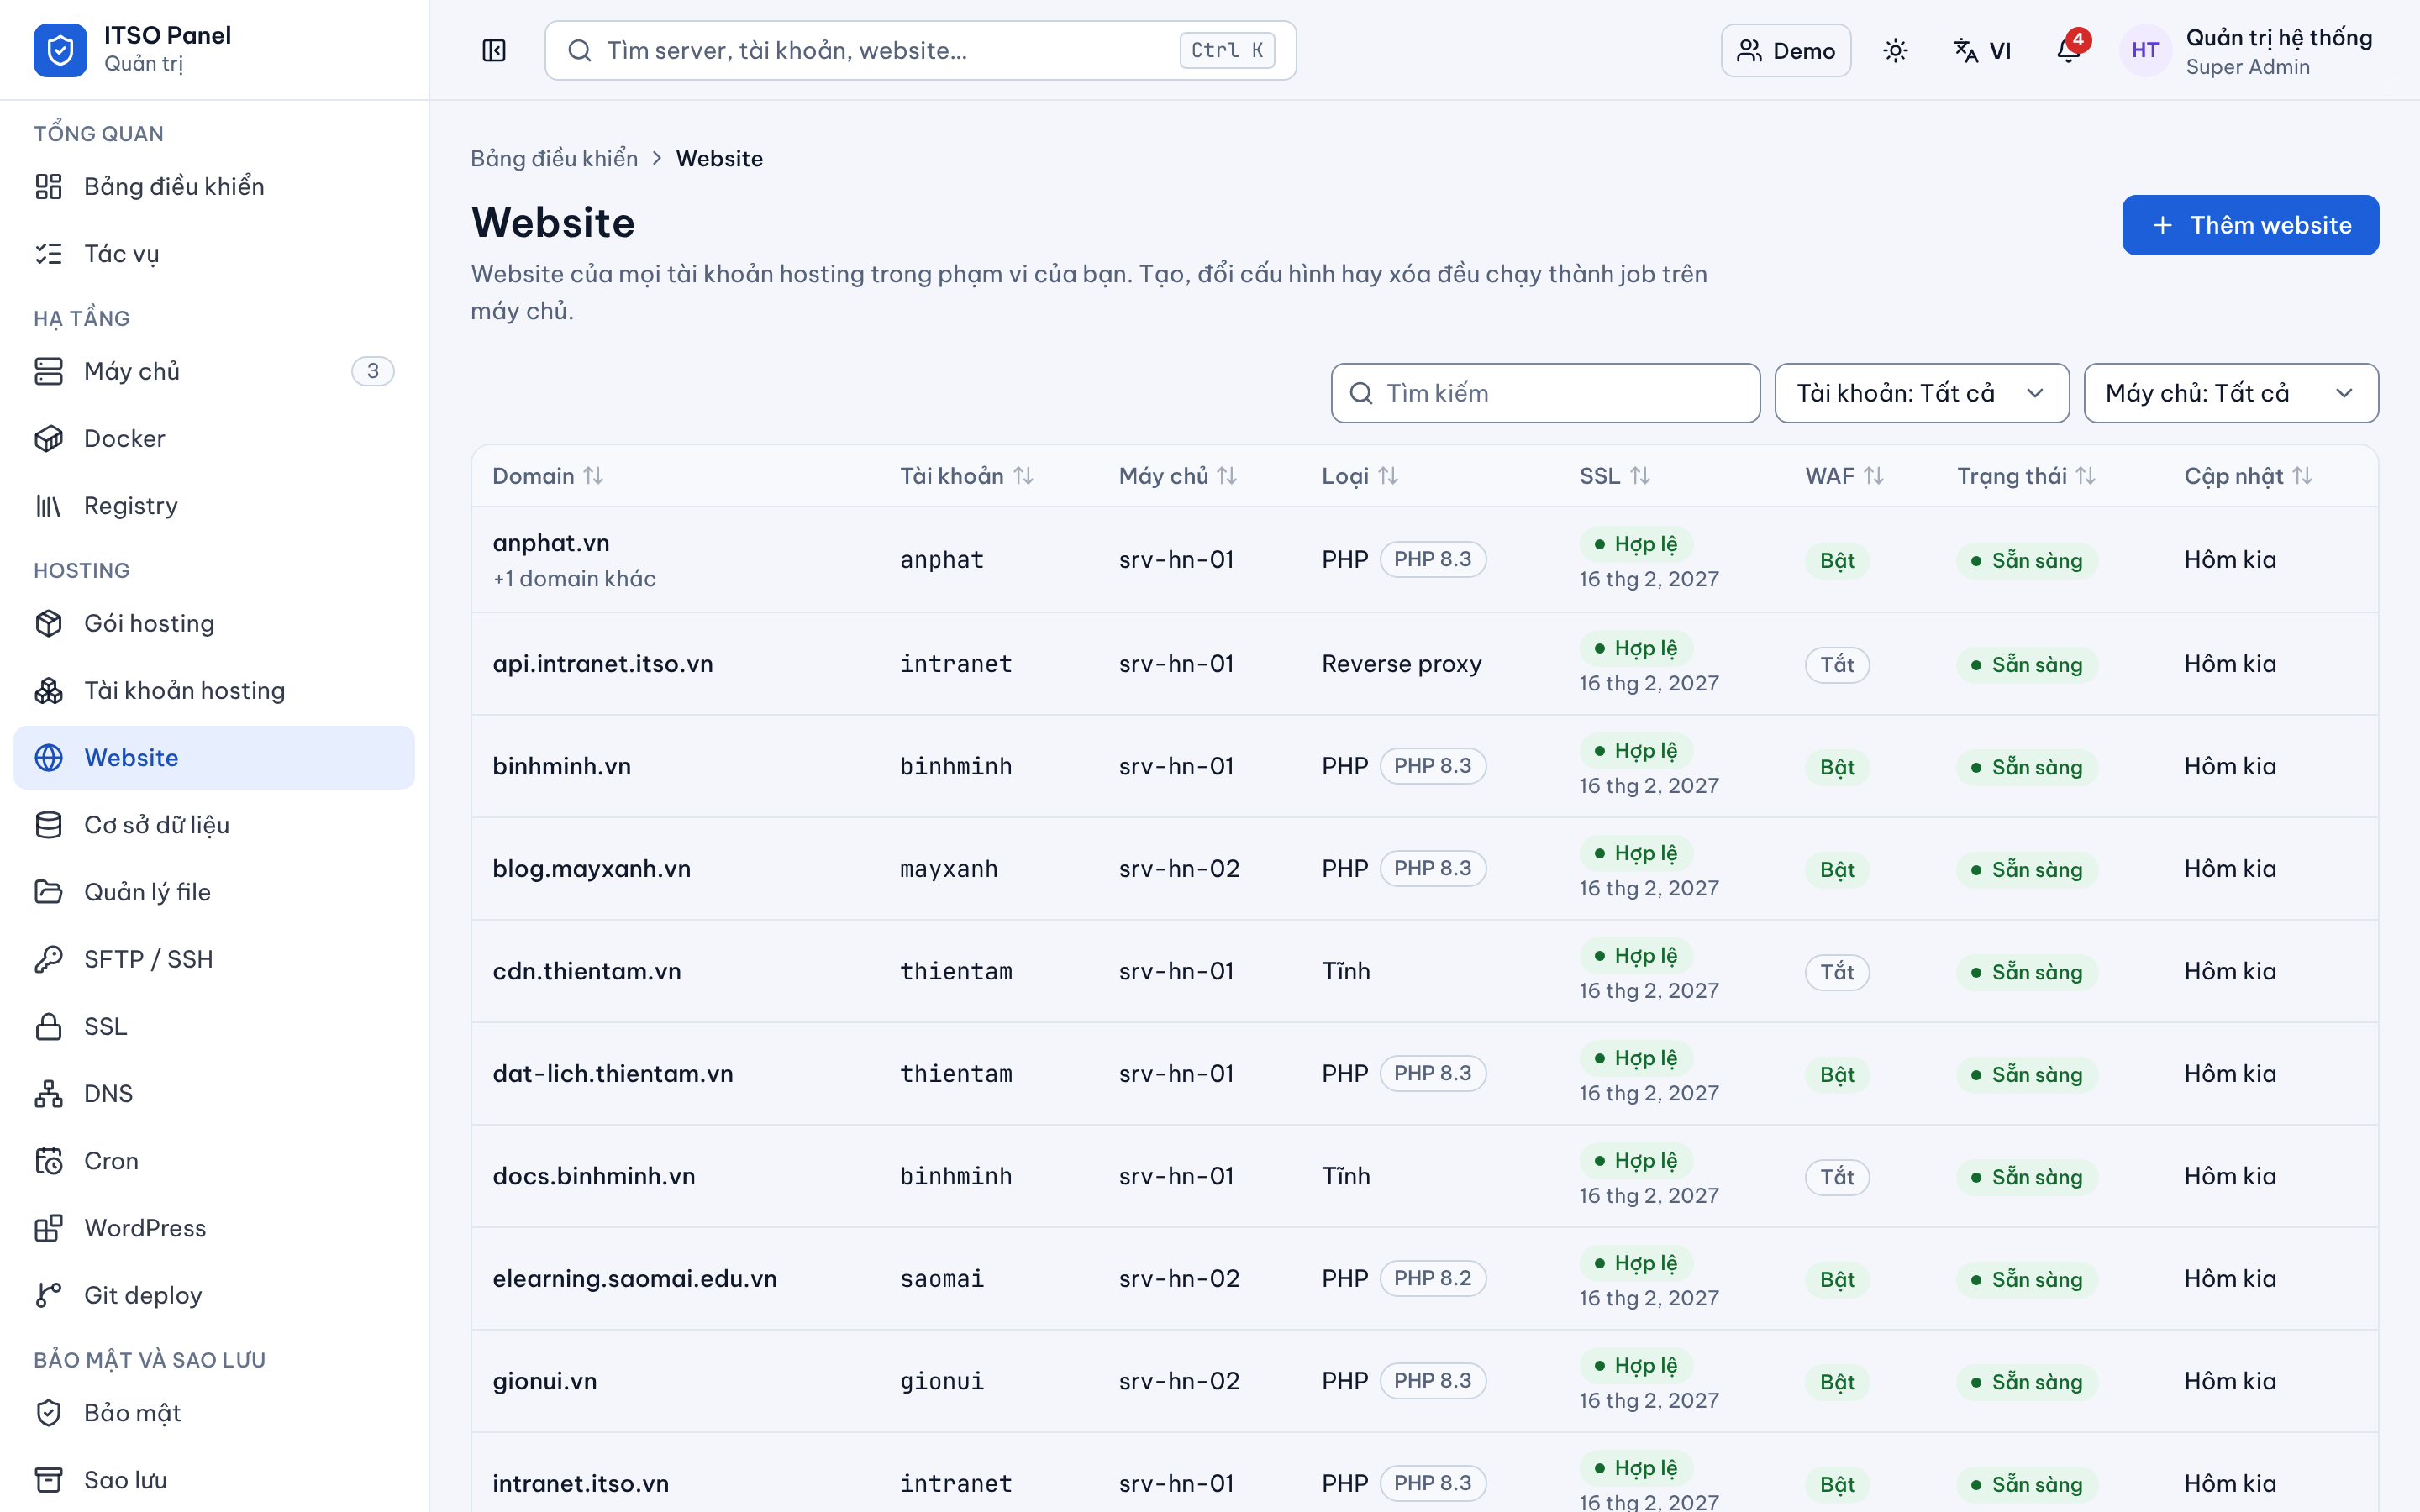 ITSO Panel
Quản trị
Tìm server, tài khoản, website...
Ctrl K
Demo
VI
4
HT
Quản trị hệ thống
Super Admin
TỔNG QUAN
Bảng điều khiển
Tác vụ
HẠ TẦNG
Máy chủ
3
Docker
Registry
HOSTING
Gói hosting
Tài khoản hosting
Website
Cơ sở dữ liệu
Quản lý file
SFTP / SSH
SSL
DNS
Cron
WordPress
Git deploy
BẢO MẬT VÀ SAO LƯU
Bảo mật
Sao lưu
Bảng điều khiển > Website
Website
Thêm website
Website của mọi tài khoản hosting trong phạm vi của bạn. Tạo, đổi cấu hình hay xóa đều chạy thành job trên
máy chủ.
Tìm kiếm
Tài khoản: Tất cả
Máy chủ: Tất cả
Domain Tài khoản Máy chủ Loại SSL WAF Trạng thái Cập nhật
anphat.vn
+1 domain khác
anphat srv-hn-01 PHP PHP 8.3 Hợp lệ
16 thg 2, 2027
Bật Sẵn sàng Hôm kia
api.intranet.itso.vn intranet srv-hn-01 Reverse proxy Hợp lệ
16 thg 2, 2027
Tắt Sẵn sàng Hôm kia
binhminh.vn binhminh srv-hn-01 PHP PHP 8.3 Hợp lệ
16 thg 2, 2027
Bật Sẵn sàng Hôm kia
blog.mayxanh.vn mayxanh srv-hn-02 PHP PHP 8.3 Hợp lệ
16 thg 2, 2027
Bật Sẵn sàng Hôm kia
cdn.thientam.vn thientam srv-hn-01 Tĩnh Hợp lệ
16 thg 2, 2027
Tắt Sẵn sàng Hôm kia
dat-lich.thientam.vn thientam srv-hn-01 PHP PHP 8.3 Hợp lệ
16 thg 2, 2027
Bật Sẵn sàng Hôm kia
docs.binhminh.vn binhminh srv-hn-01 Tĩnh Hợp lệ
16 thg 2, 2027
Tắt Sẵn sàng Hôm kia
elearning.saomai.edu.vn saomai srv-hn-02 PHP PHP 8.2 Hợp lệ
16 thg 2, 2027
Bật Sẵn sàng Hôm kia
gionui.vn gionui srv-hn-02 PHP PHP 8.3 Hợp lệ
16 thg 2, 2027
Bật Sẵn sàng Hôm kia
intranet.itso.vn intranet srv-hn-01 PHP PHP 8.3 Hợp lệ
16 thg 2, 2027
Bật Sẵn sàng Hôm kia